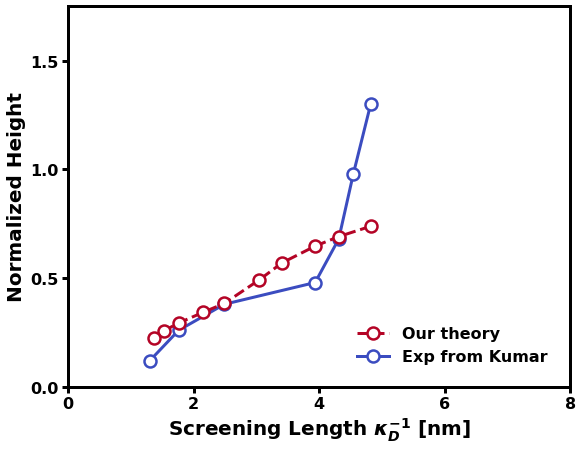 Normalized Height
1.5
1.0
0.5
0.0
0 2 4 6 8
Our theory
Exp from Kumar
Screening Length κ_D^{-1} [nm]